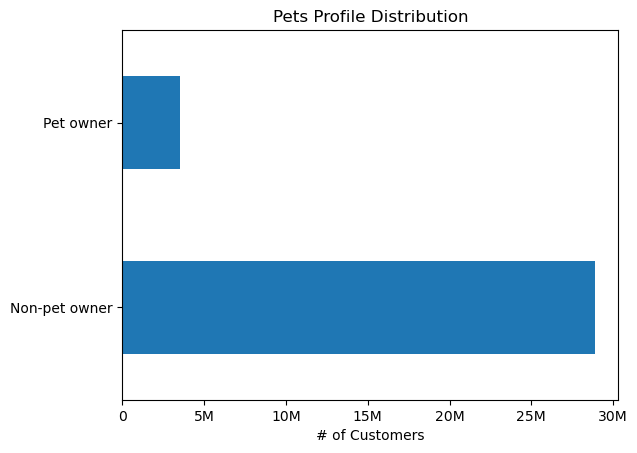 Pets Profile Distribution
Pet owner
Non-pet owner
0 5M 10M 15M 20M 25M 30M
# of Customers